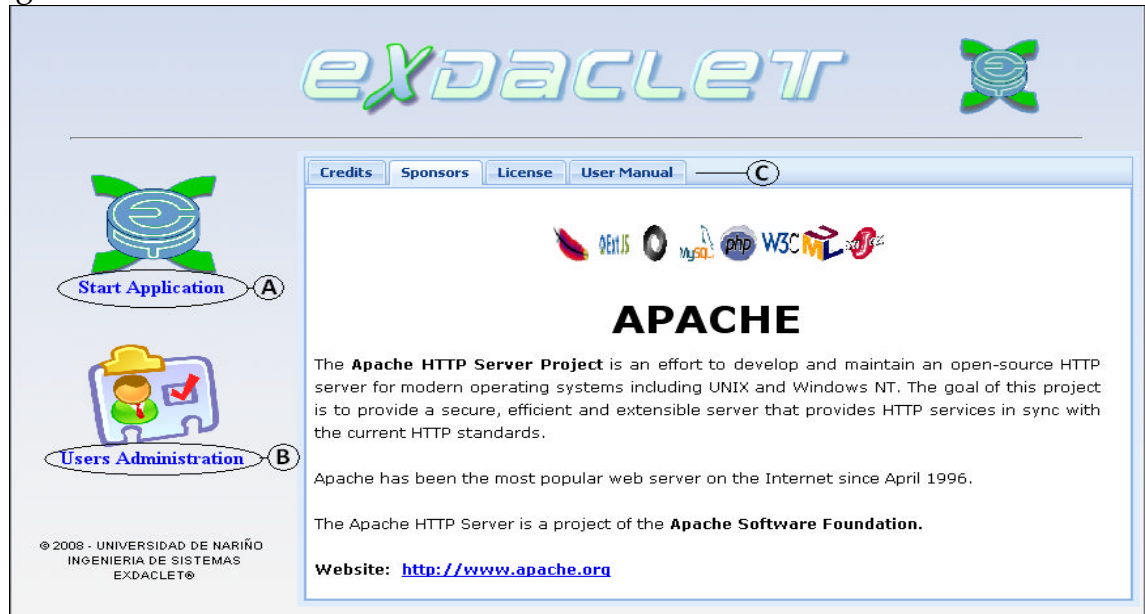 eXDacLeT
Credits Sponsors License User Manual C
ExtJS MySQL php W3C
Start Application A
APACHE
The Apache HTTP Server Project is an effort to develop and maintain an open-source HTTP
server for modern operating systems including UNIX and Windows NT. The goal of this project
is to provide a secure, efficient and extensible server that provides HTTP services in sync with
the current HTTP standards.
Users Administration B
Apache has been the most popular web server on the Internet since April 1996.
The Apache HTTP Server is a project of the Apache Software Foundation.
Website: http://www.apache.org
© 2008 - UNIVERSIDAD DE NARIÑO
INGENIERIA DE SISTEMAS
EXDACLET®